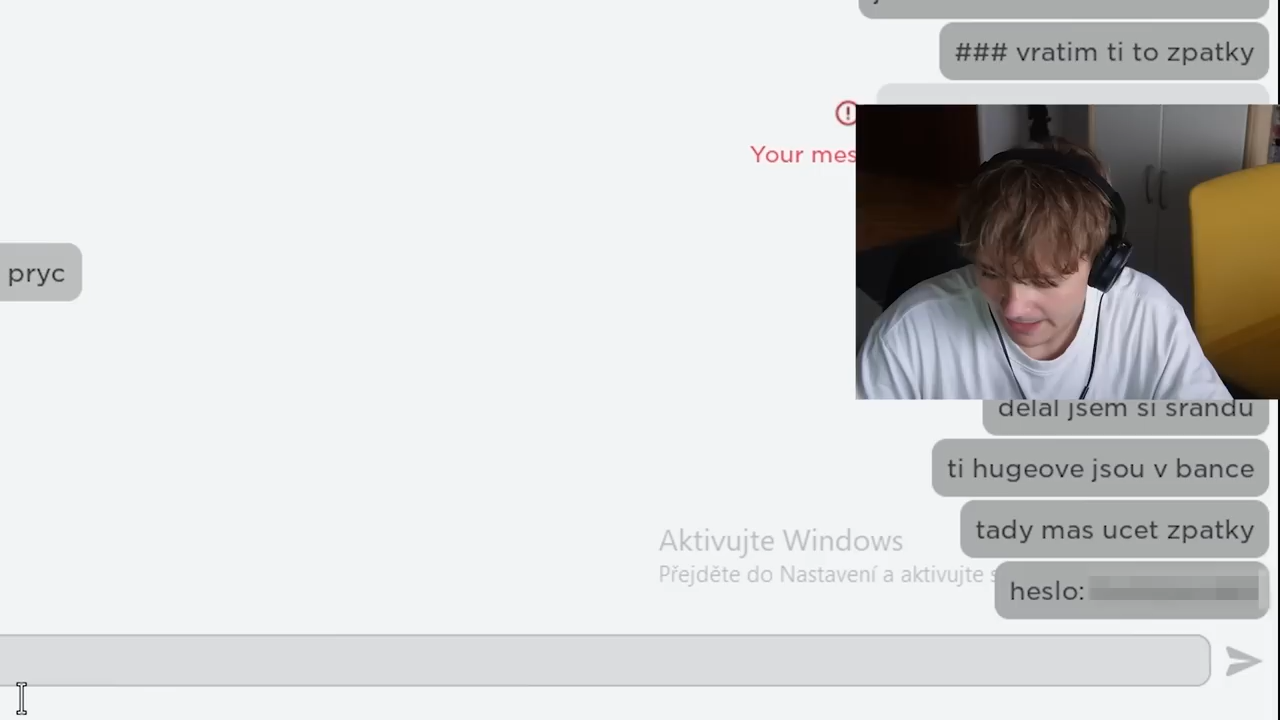 ### vratim ti to zpatky
Your mes
pryc
delal jsem si srandu
ti hugeove jsou v bance
Aktivujte Windows
tady mas ucet zpatky
Přejděte do Nastavení a aktivujte
heslo: